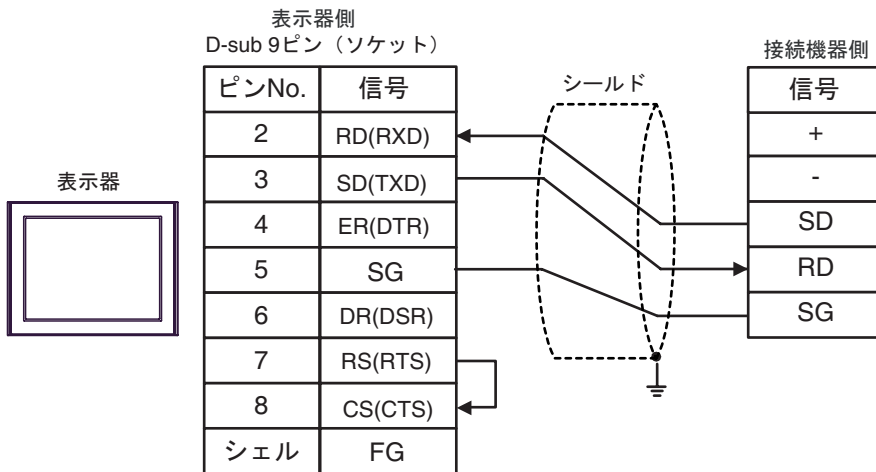 表示器側
D-sub 9ピン（ソケット）
接続機器側
シールド
表示器
ピンNo. 信号
2 RD(RXD)
3 SD(TXD)
4 ER(DTR)
5 SG
6 DR(DSR)
7 RS(RTS)
8 CS(CTS)
シェル FG
信号
+
-
SD
RD
SG